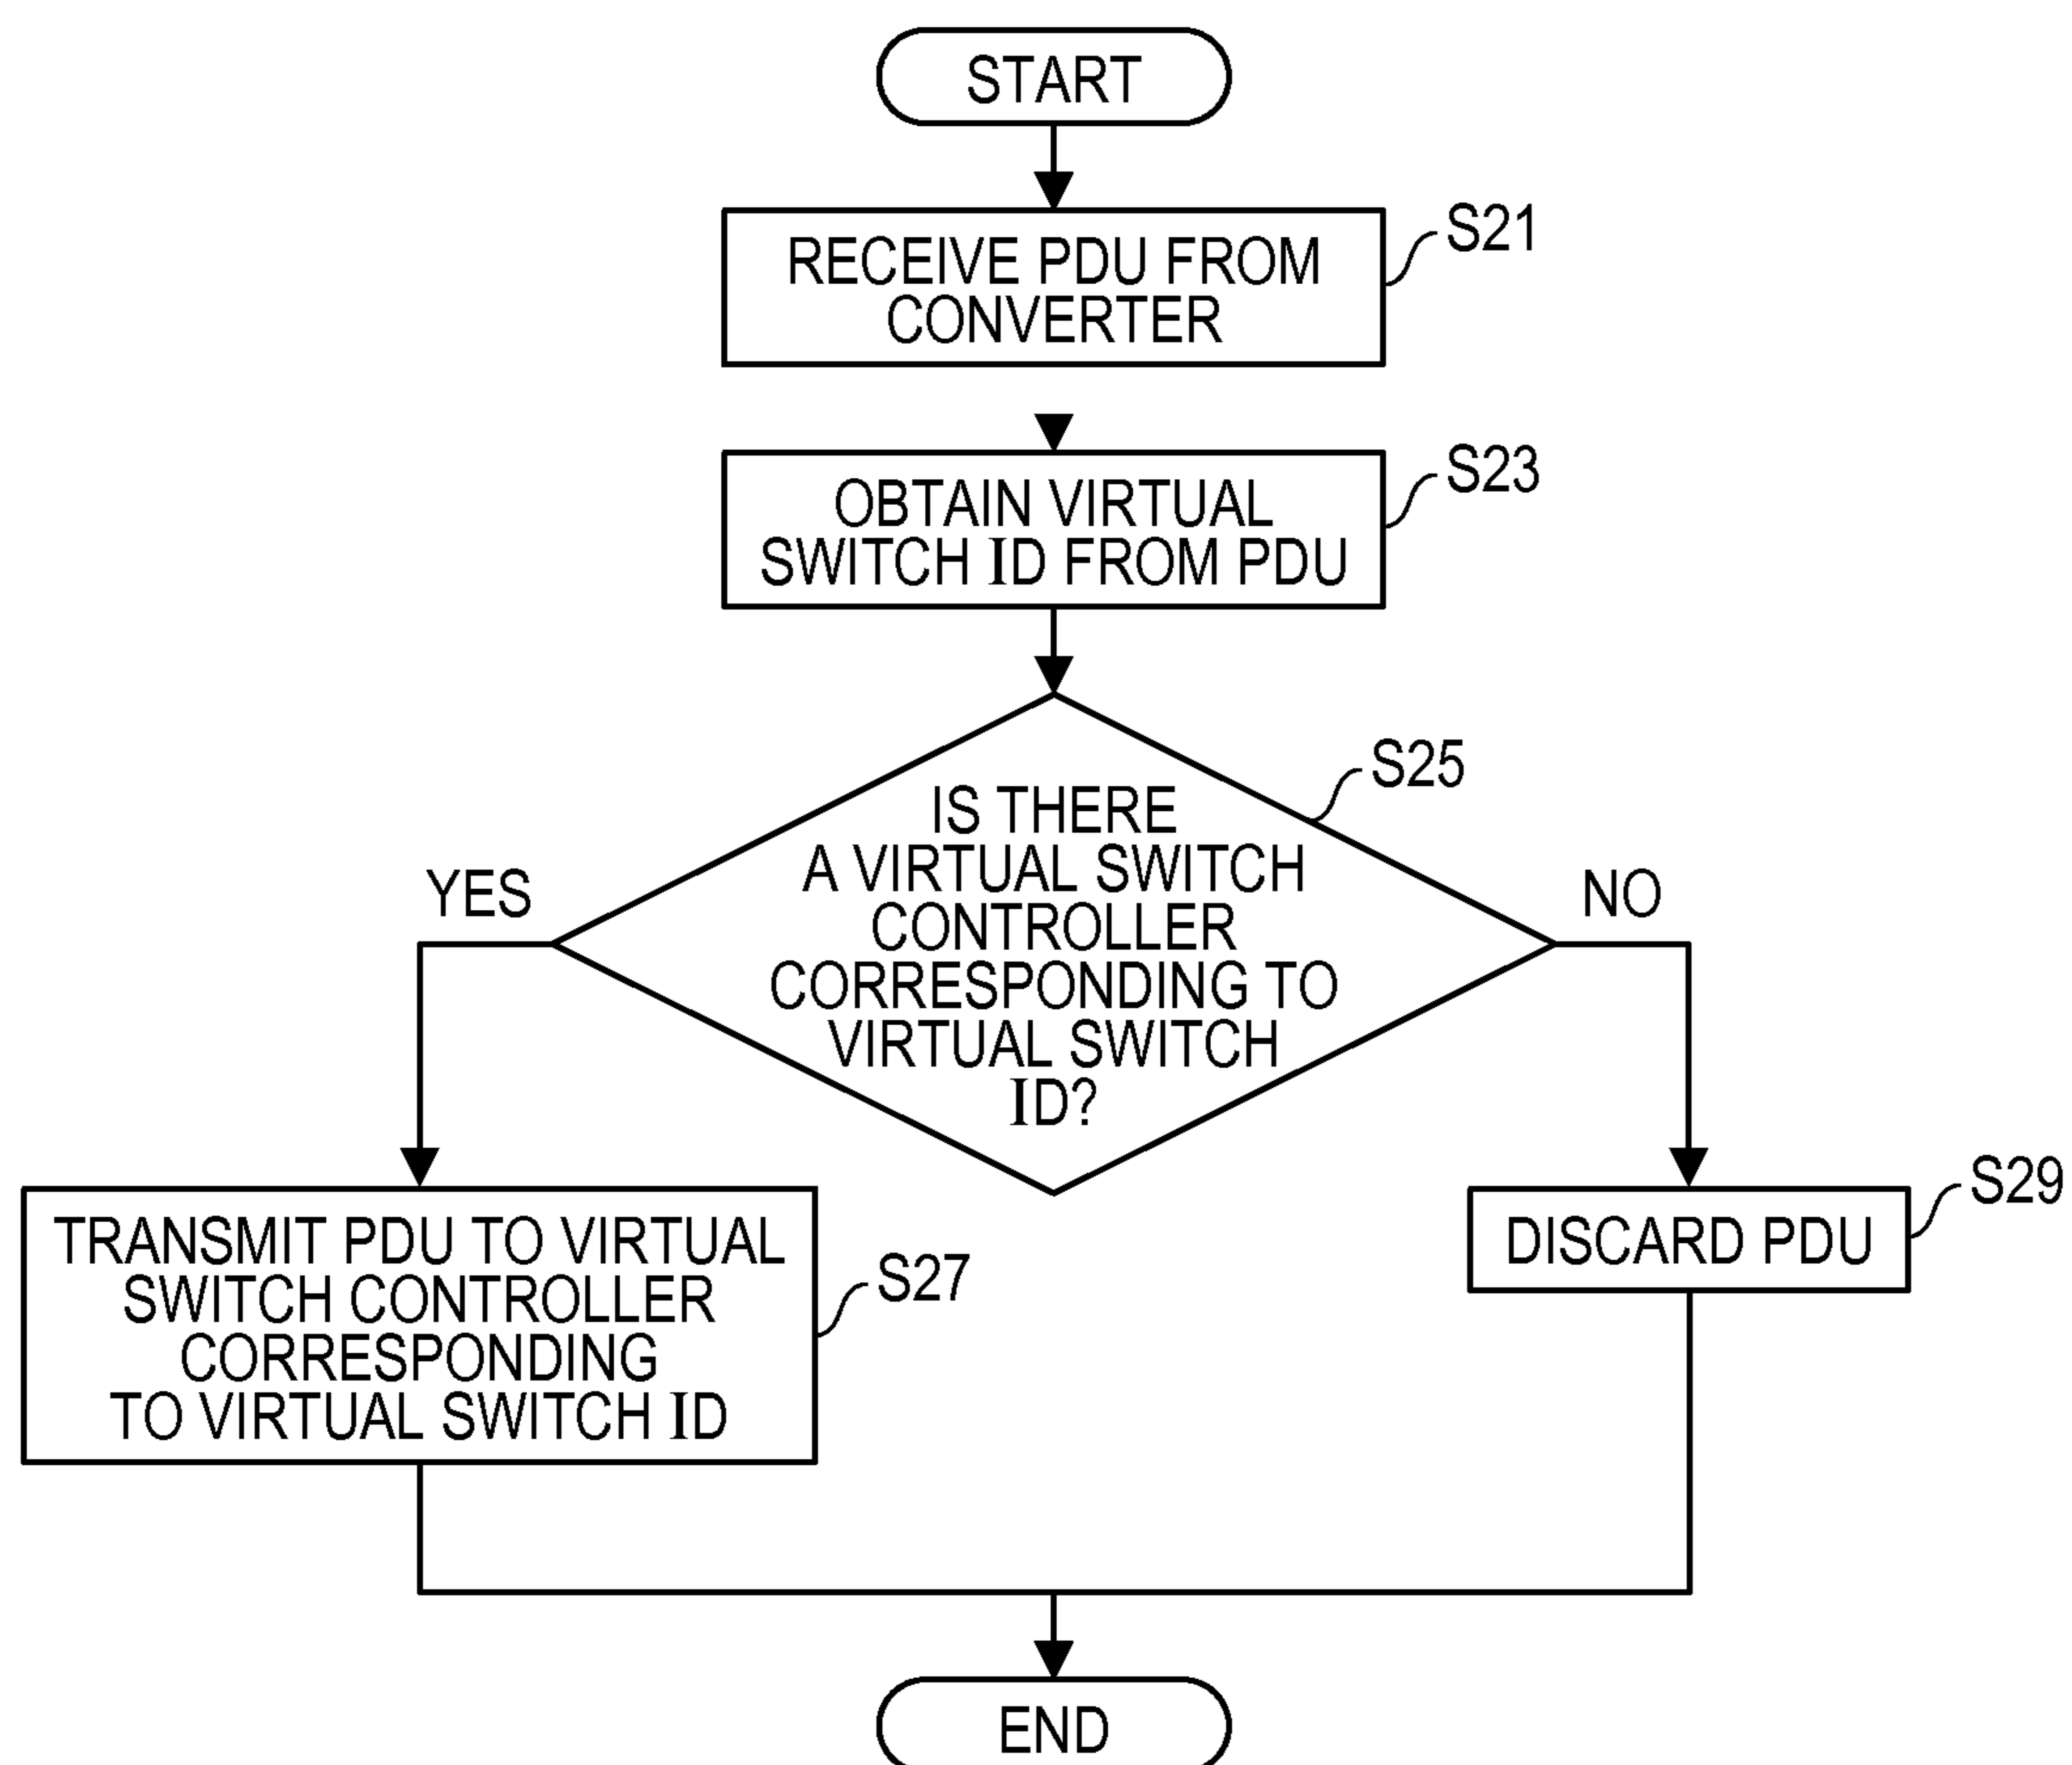 START
RECEIVE PDU FROM
CONVERTER
S21
OBTAIN VIRTUAL
SWITCH ID FROM PDU
S23
IS THERE
A VIRTUAL SWITCH
CONTROLLER
CORRESPONDING TO
VIRTUAL SWITCH
ID?
S25
YES
NO
TRANSMIT PDU TO VIRTUAL
SWITCH CONTROLLER
CORRESPONDING
TO VIRTUAL SWITCH ID
S27
DISCARD PDU
S29
END